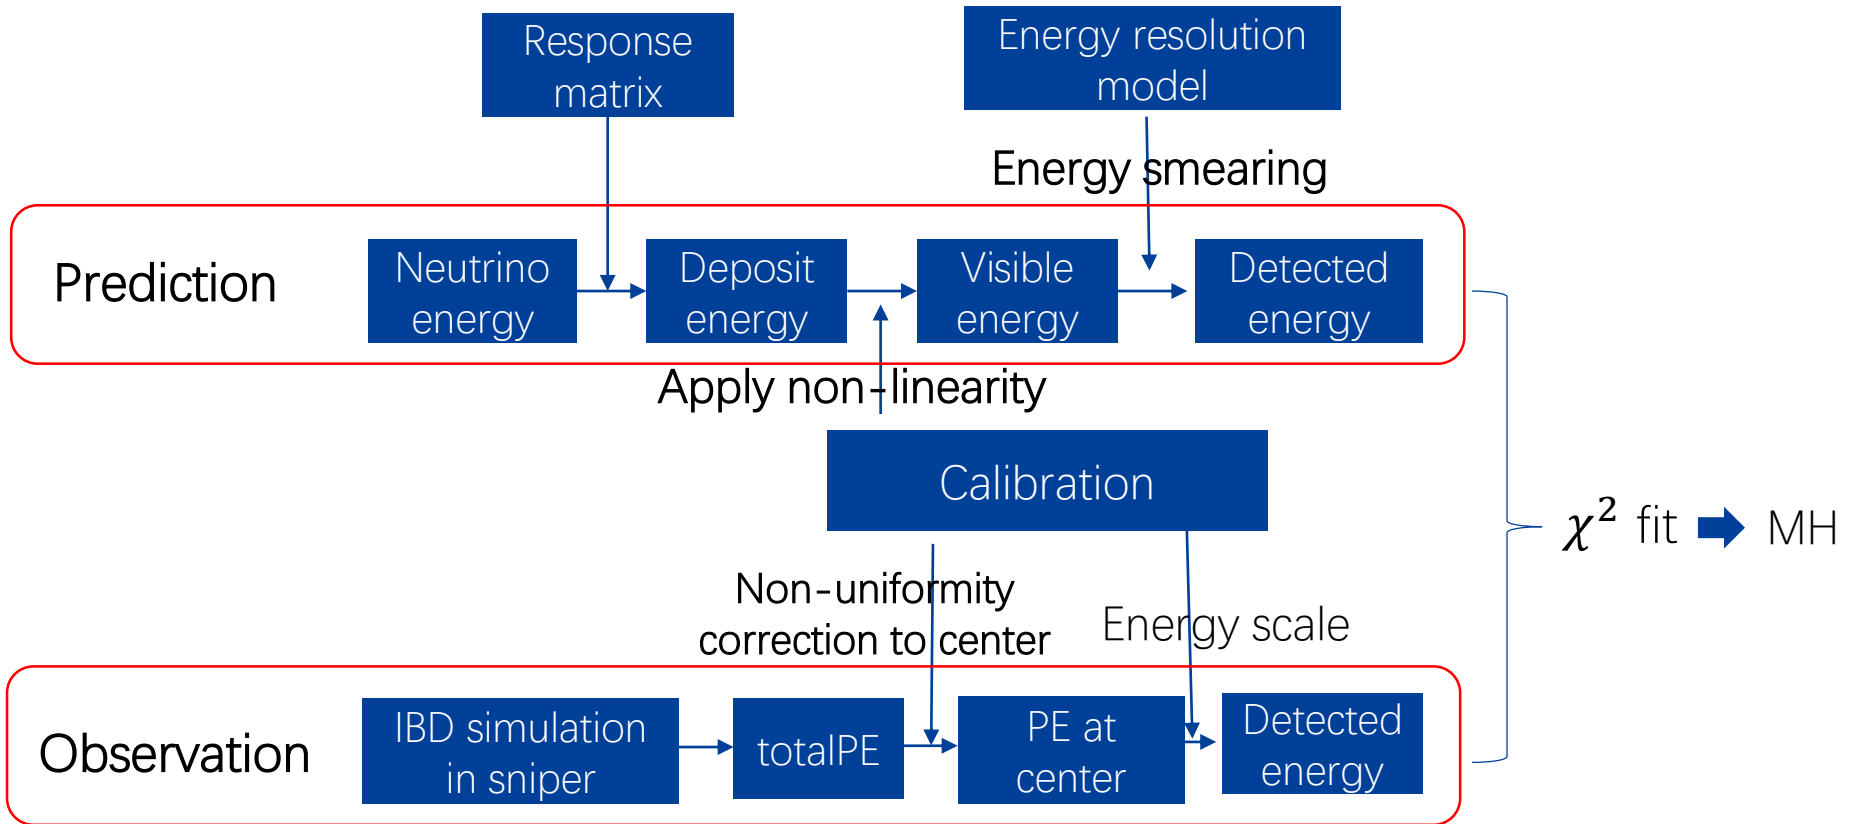 Response
matrix
Energy resolution
model
Energy smearing
Prediction
Neutrino
energy
Deposit
energy
Visible
energy
Detected
energy
Apply non-linearity
Calibration
χ² fit
MH
Non-uniformity
correction to center
Energy scale
Observation
IBD simulation
in sniper
totalPE
PE at
center
Detected
energy